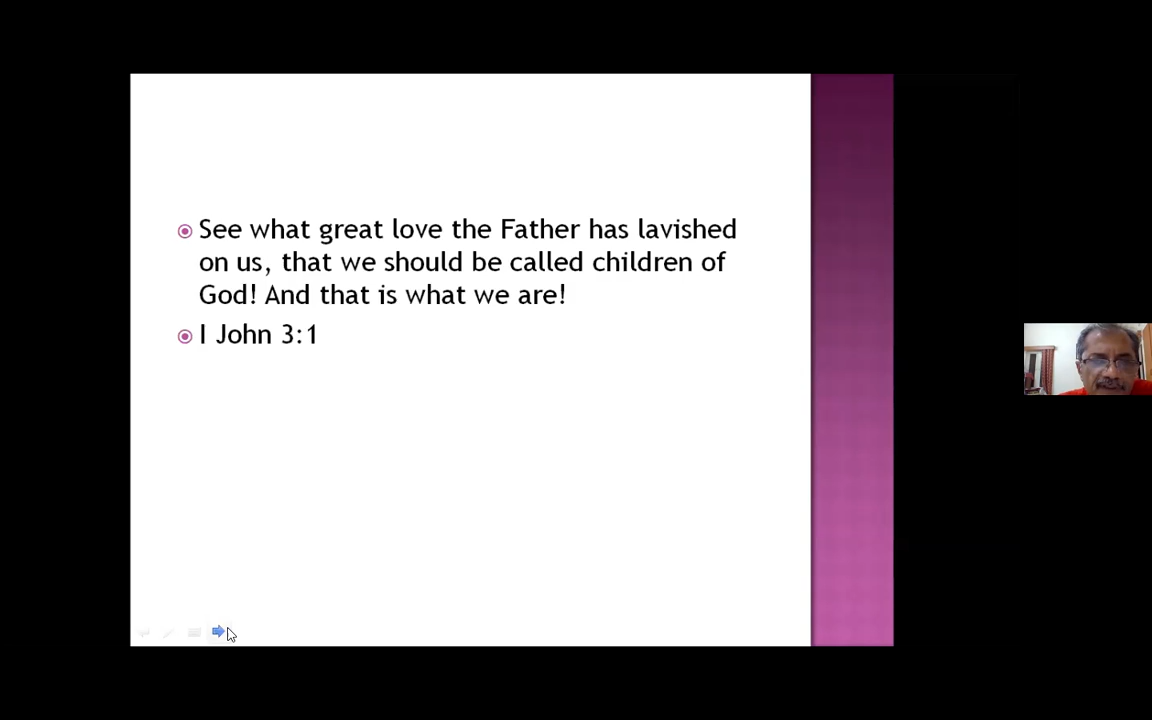 See what great love the Father has lavished
on us, that we should be called children of
God! And that is what we are!
I John 3:1